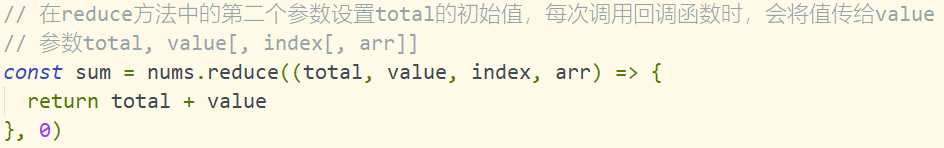 // 在reduce方法中的第二个参数设置total的初始值，每次调用回调函数时，会将值传给value
// 参数total, value[, index[, arr]]
const sum = nums.reduce((total, value, index, arr) => {
  return total + value
}, 0)